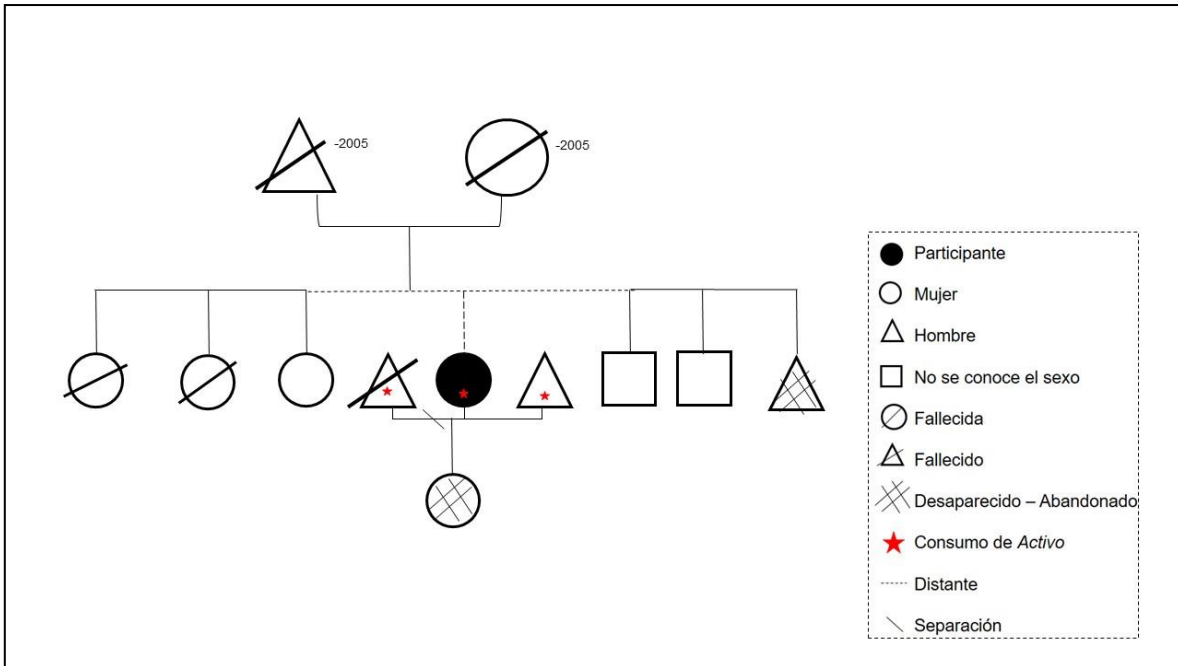 -2005
-2005
Participante
Mujer
Hombre
No se conoce el sexo
Fallecida
Fallecido
Desaparecido – Abandonado
Consumo de Activo
Distante
Separación